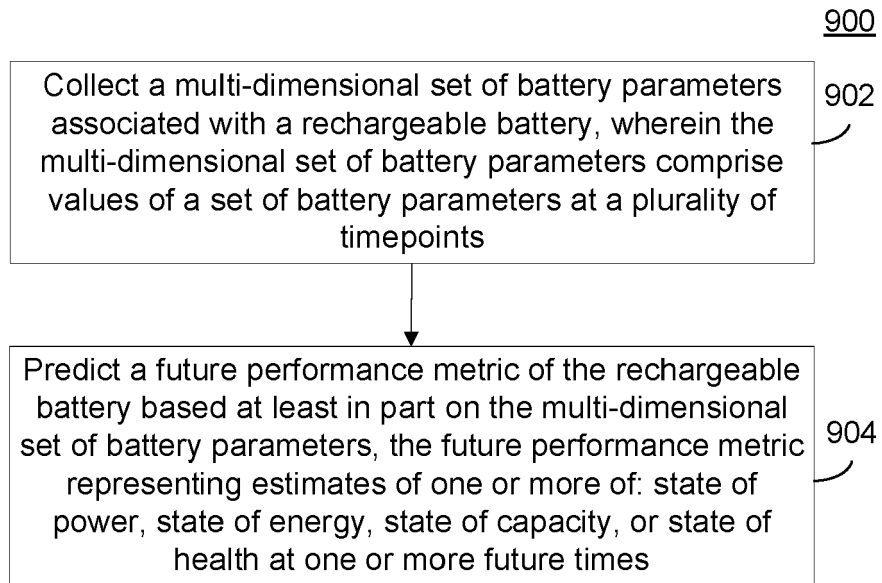 900
Collect a multi-dimensional set of battery parameters
associated with a rechargeable battery, wherein the
multi-dimensional set of battery parameters comprise
values of a set of battery parameters at a plurality of
timepoints
902
Predict a future performance metric of the rechargeable
battery based at least in part on the multi-dimensional
set of battery parameters, the future performance metric
representing estimates of one or more of: state of
power, state of energy, state of capacity, or state of
health at one or more future times
904